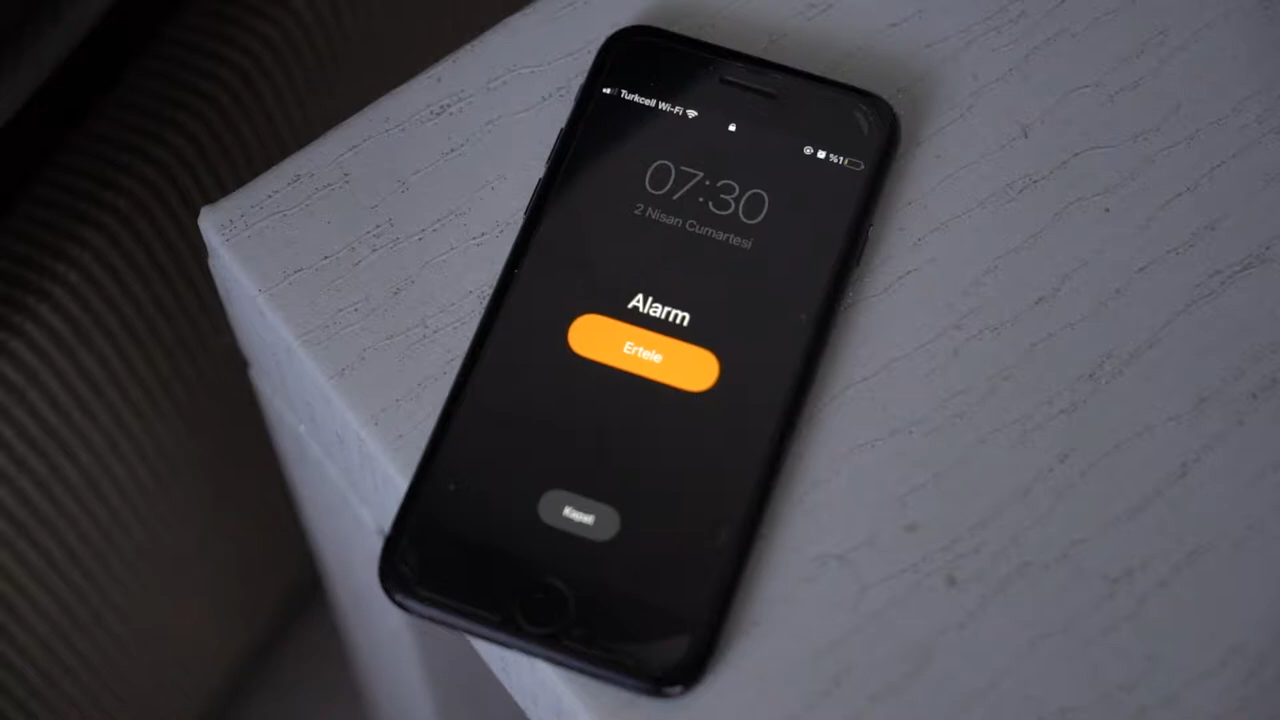 Turkcell Wi-Fi
%1
07:30
2 Nisan Cumartesi
Alarm
Ertele
Kapat